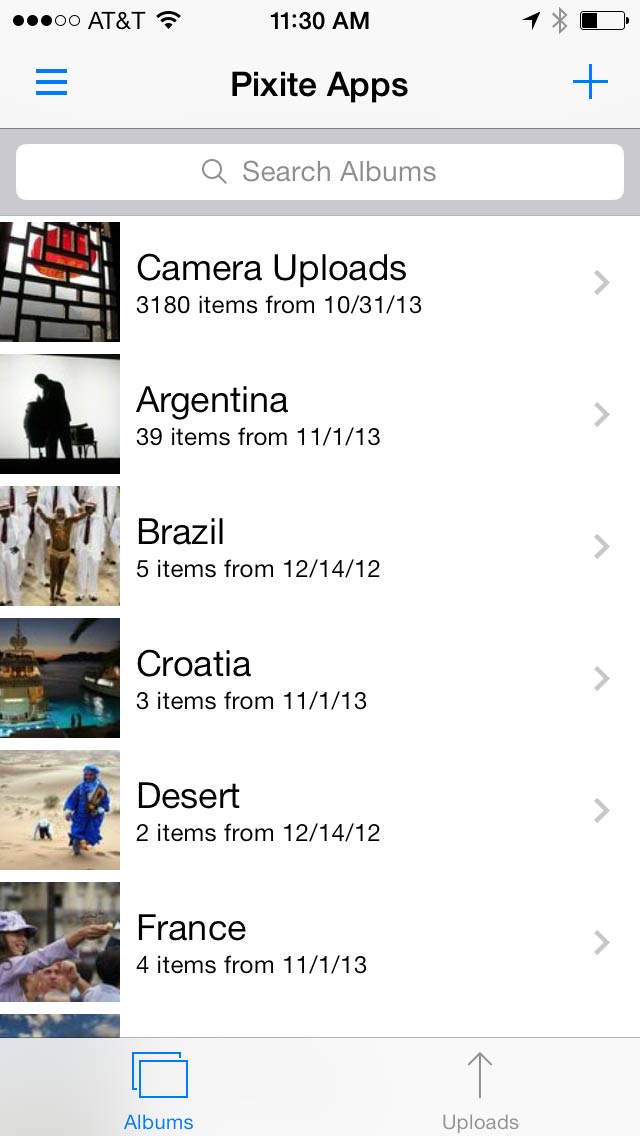 AT&T 11:30 AM
Pixite Apps
Search Albums
Camera Uploads
3180 items from 10/31/13
Argentina
39 items from 11/1/13
Brazil
5 items from 12/14/12
Croatia
3 items from 11/1/13
Desert
2 items from 12/14/12
France
4 items from 11/1/13
Albums Uploads